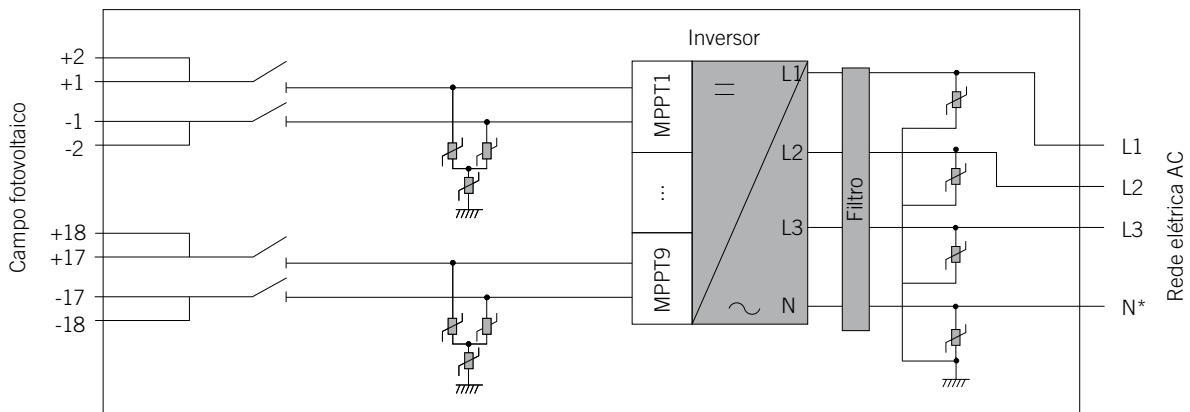 Inversor
Campo fotovoltaico
+2
+1
-1
-2
+18
+17
-17
-18
MPPT1
...
MPPT9
L1
L2
L3
N
Filtro
L1
L2
L3
N*
Rede elétrica AC